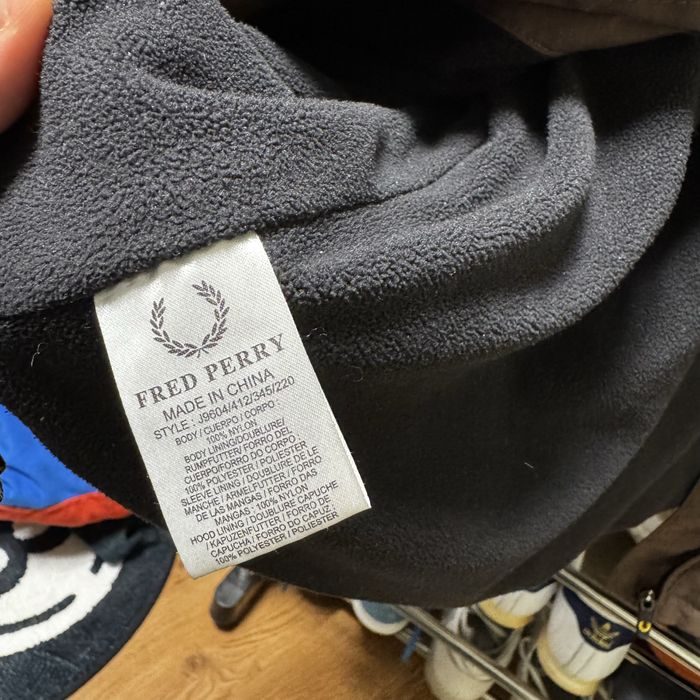 FRED PERRY
MADE IN CHINA
STYLE : J9604/412/345/220
BODY / CUERPO / CORPO :
100% NYLON
BODY LINING/DOUBLURE/
RUMPFUTTER/ FORRO DEL
CUERPO/FORRO DO CORPO :
100% POLYESTER/ POLIESTER
SLEEVE LINING / DOUBLURE DE LE
MANCHE / ARNELFUTTER / FORRO
DE LAS MANGAS / FORRO DAS
MANGAS : 100% NYLON
HOOD LINING / DOUBLURE CAPUCHE
/ KAPUZENFUTTER / FORRO DE
CAPUCHA / FORRO DO CAPUZ :
100% POLYESTER / POLIESTER